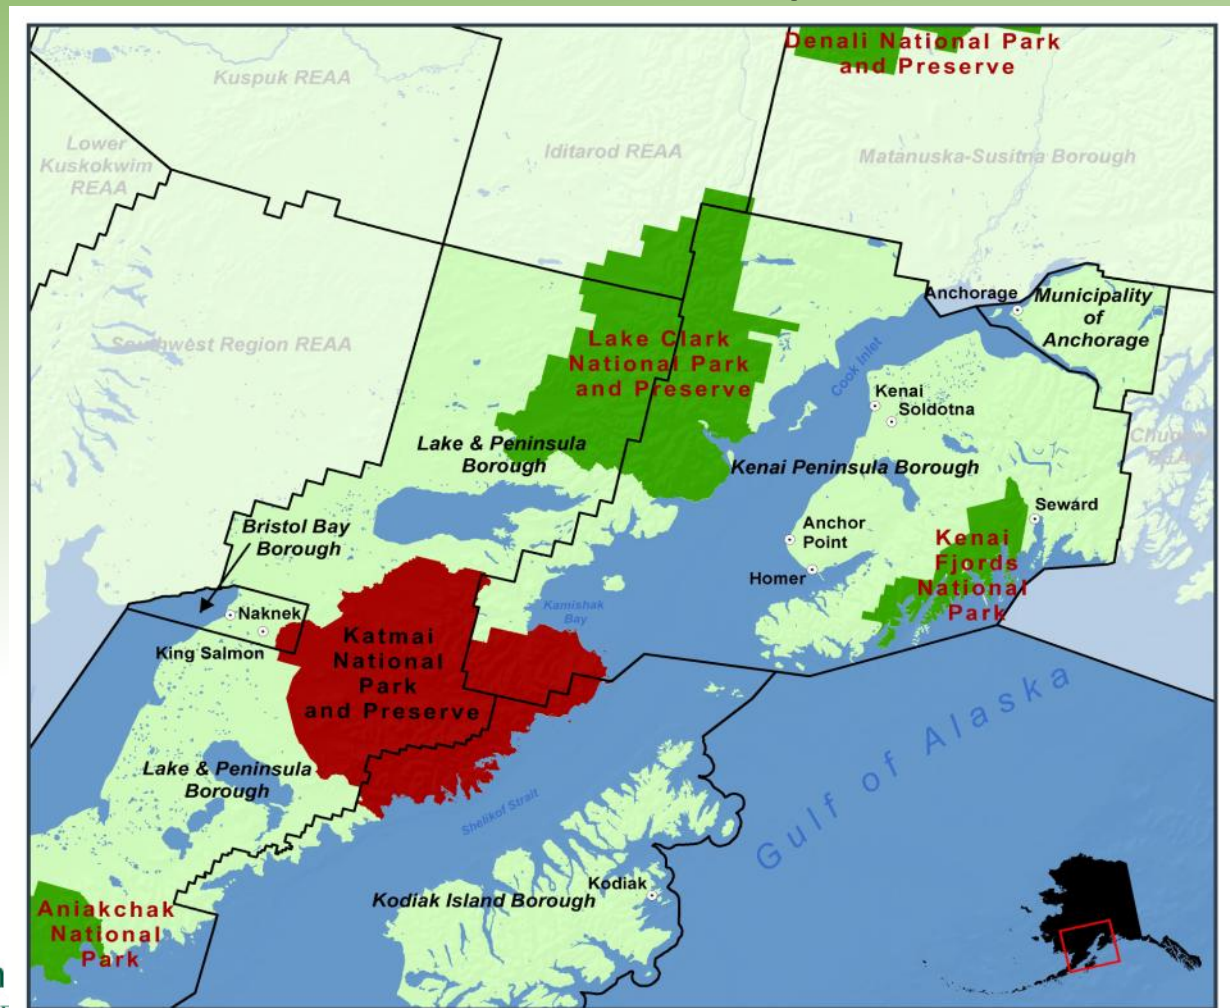 Denali National Park
and Preserve
Kuspuk REAA
Lower
Kuskokwim
REAA
Iditarod REAA
Matanuska-Susitna Borough
Anchorage
Municipality
of
Anchorage
Southwest Region REAA
Lake Clark
National Park
and Preserve
Cook Inlet
Kenai
Soldotna
Lake & Peninsula
Borough
Kenai Peninsula Borough
Bristol Bay
Borough
Anchor
Point
Seward
Homer
Kenai
Fjords
National
Park
Kamishak
Bay
Naknek
King Salmon
Katmai
National
Park
and Preserve
Lake & Peninsula
Borough
Shelikof Strait
Gulf of Alaska
Kodiak
Kodiak Island Borough
Aniakchak
National
Park